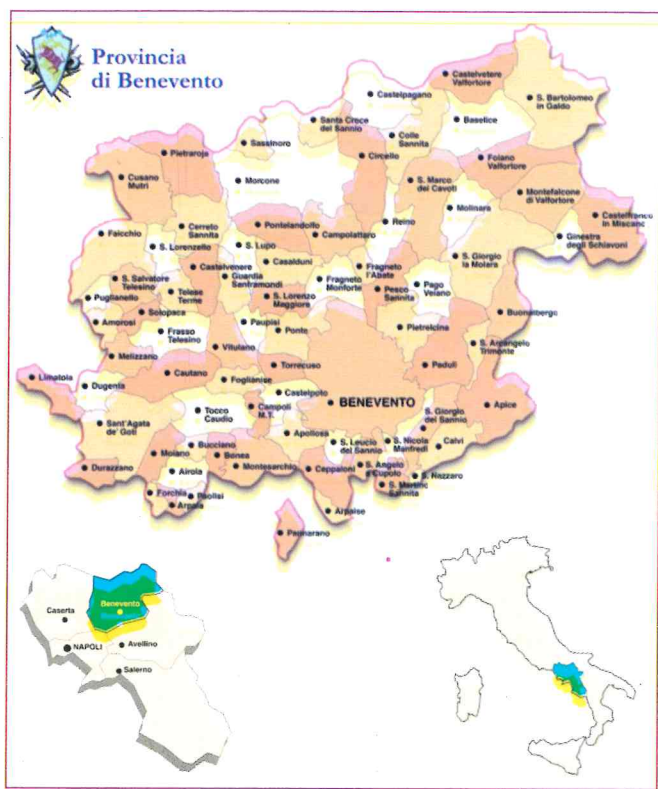 Provincia
di Benevento
Castelvetere
Valfortore
Castelpagano
S. Bartolomeo
in Galdo
Santa Croce
del Sannio
Baselice
Colle
Sannita
Sassinoro
Pietraroja
Circello
Foiano
Valfortore
Cusano
Mutri
Morcone
S. Marco
dei Cavoti
Montefalcone
di Valfortore
Molinara
Castelfranco
in Miscano
Cerreto
Sannita
Pontelandolfo
Reino
Faicchio
Campolattaro
Ginestra
degli Schiavoni
S. Lorenzello
S. Lupo
S. Giorgio
la Molara
Casalduni
Castelvenere
Fragneto
l'Abate
S. Salvatore
Telesino
Guardia
Sanframondi
Fragneto
Monforte
Pago
Veiano
Telese
Terme
Pesco
Sannita
Puglianello
S. Lorenzo
Maggiore
Solopaca
Buonalbergo
Amorosi
Paupisi
Frasso
Telesino
Ponte
Pietrelcina
S. Arcangelo
Trimonte
Vitulano
Melizzano
Torrecuso
Paduli
Cautano
Limatola
Foglianise
Dugenta
Castelpoto
BENEVENTO
Apice
Tocco
Caudio
Campoli
M.T.
Sant'Agata
de' Goti
S. Giorgio
del Sannio
Apollosa
S. Leucio
del Sannio
S. Nicola
Manfredi
Calvi
Bucciano
Moiano
Bonea
Durazzano
Airola
Montesarchio
Ceppaloni
S. Angelo
a Cupolo
S. Nazzaro
S. Martino
Sannita
Forchia
Paolisi
Arpaia
Arpaise
Pannarano
Benevento
Caserta
NAPOLI
Avellino
Salerno